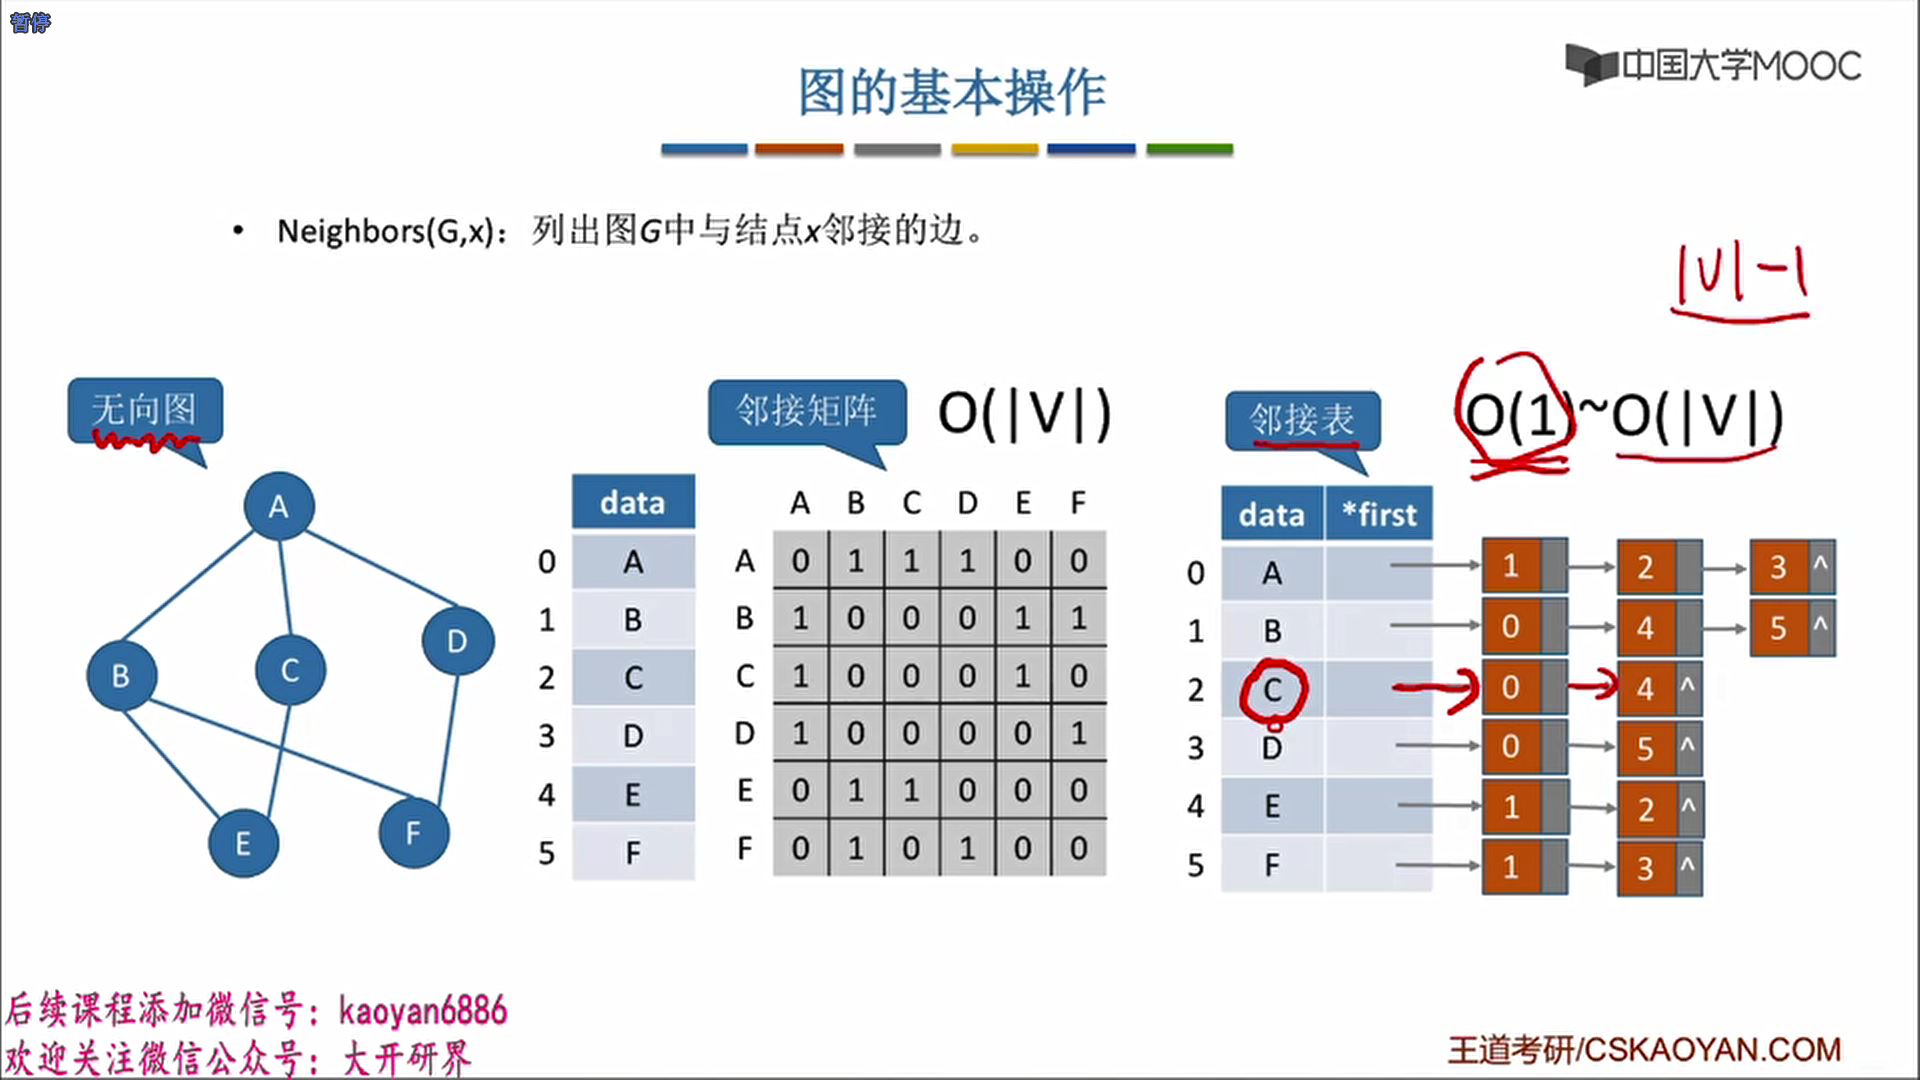 暂停
中国大学MOOC
图的基本操作
• Neighbors(G,x)：列出图G中与结点x邻接的边。
|V|-1
无向图
邻接矩阵 O(|V|)
邻接表 O(1)~O(|V|)
A
B
C
D
E
F
data
0 A
1 B
2 C
3 D
4 E
5 F
A B C D E F
A 0 1 1 1 0 0
B 1 0 0 0 1 1
C 1 0 0 0 1 0
D 1 0 0 0 0 1
E 0 1 1 0 0 0
F 0 1 0 1 0 0
data *first
0 A 1 2 3 ^
1 B 0 4 5 ^
2 C 0 4 ^
3 D 0 5 ^
4 E 1 2 ^
5 F 1 3 ^
后续课程添加微信号：kaoyan6886
欢迎关注微信公众号：大开研界
王道考研/CSKAOYAN.COM